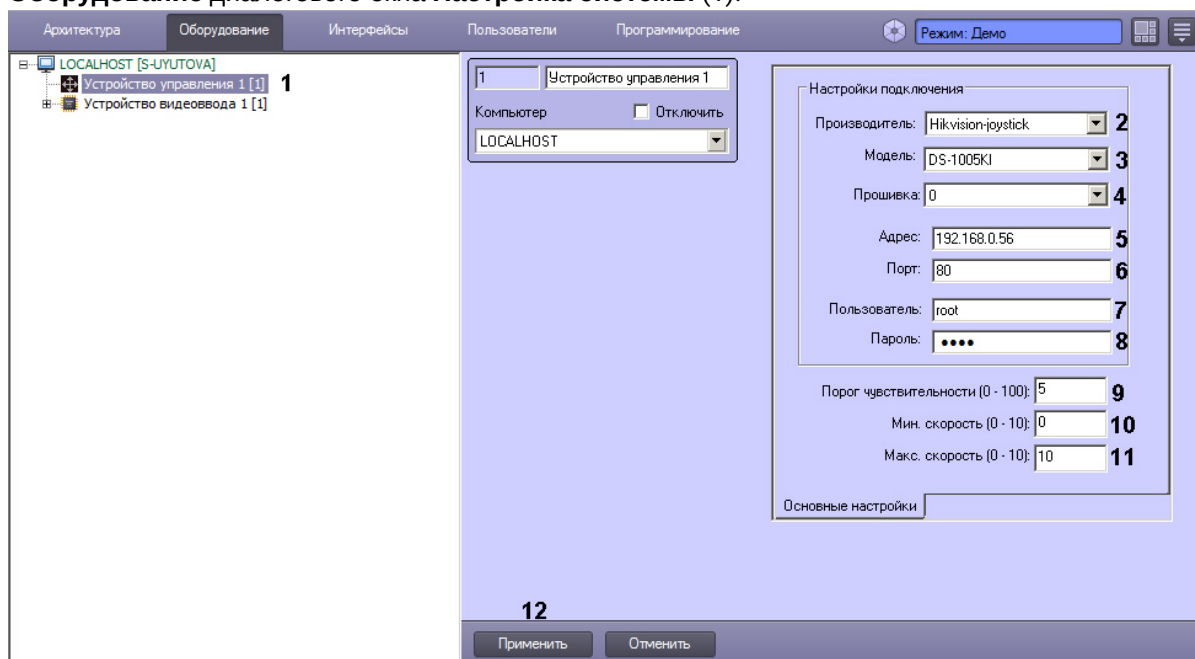 Оборудование диалогового окна Настройка системы (1).
Архитектура Оборудование Интерфейсы Пользователи Программирование Режим: Демо
LOCALHOST [S-UYUTOVA]
Устройство управления 1 [1] 1
Устройство видеоввода 1 [1]
1 Устройство управления 1
Компьютер Отключить
LOCALHOST
Настройки подключения
Производитель: Hikvision-joystick 2
Модель: DS-1005KI 3
Прошивка: 0 4
Адрес: 192.168.0.56 5
Порт: 80 6
Пользователь: root 7
Пароль: •••• 8
Порог чувствительности (0 - 100): 5 9
Мин. скорость (0 - 10): 0 10
Макс. скорость (0 - 10): 10 11
Основные настройки
12
Применить Отменить